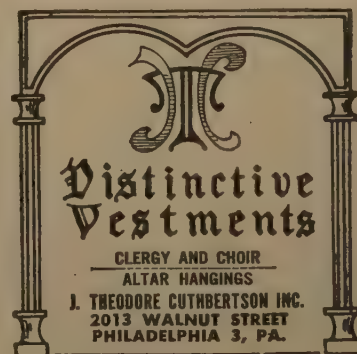 Distinctive
Vestments
CLERGY AND CHOIR
ALTAR HANGINGS
J. THEODORE CUTHBERTSON INC.
2013 WALNUT STREET
PHILADELPHIA 3, PA.